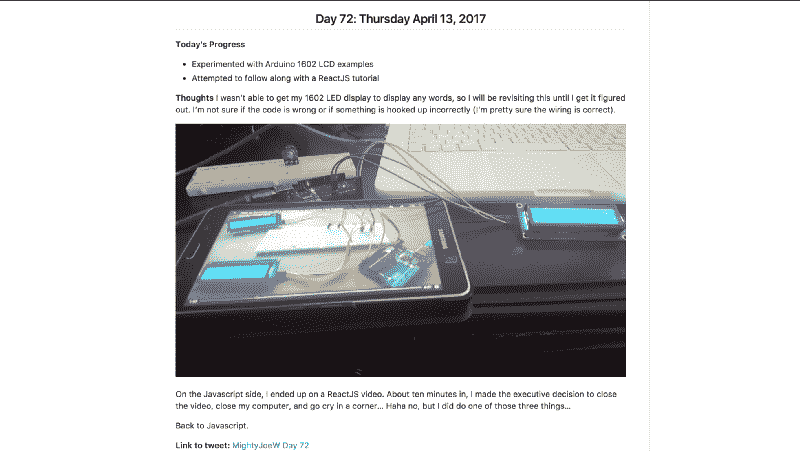 Day 72: Thursday April 13, 2017
Today's Progress
Experimented with Arduino 1602 LCD examples
Attempted to follow along with a ReactJS tutorial
Thoughts I wasn't able to get my 1602 LED display to display any words, so I will be revisiting this until I get it figured
out. I'm not sure if the code is wrong or if something is hooked up incorrectly (I'm pretty sure the wiring is correct).
On the Javascript side, I ended up on a ReactJS video. About ten minutes in, I made the executive decision to close
the video, close my computer, and go cry in a corner... Haha no, but I did do one of those three things...
Back to Javascript.
Link to tweet: MightyJoeW Day 72